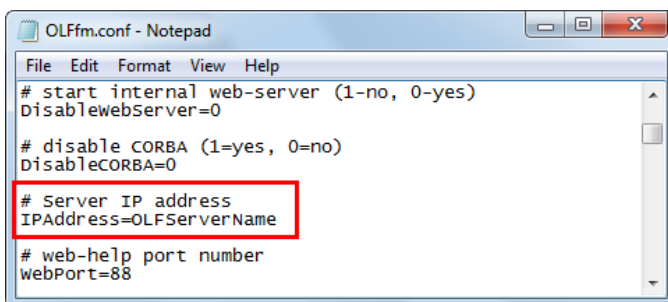 OLFfm.conf - Notepad
File Edit Format View Help
# start internal web-server (1-no, 0-yes)
DisableWebServer=0
# disable CORBA (1=yes, 0=no)
DisableCORBA=0
# Server IP address
IPAddress=OLFServerName
# web-help port number
WebPort=88